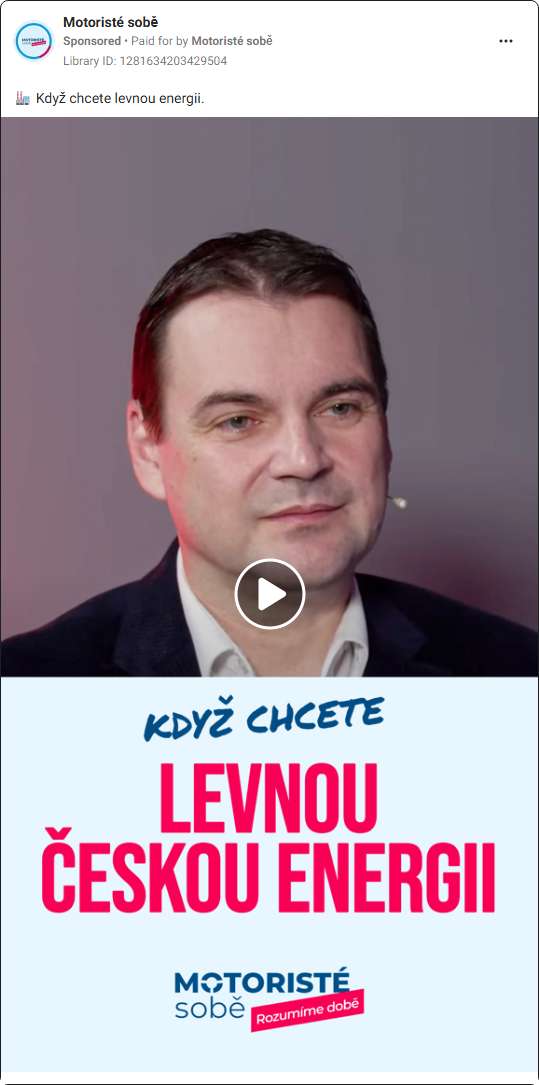 Motoristé sobě
Sponsored • Paid for by Motoristé sobě
Library ID: 1281634203429504
🏭 Když chcete levnou energii.
KDYŽ CHCETE
LEVNOU
ČESKOU ENERGII
MOTORISTÉ
sobě Rozumíme době